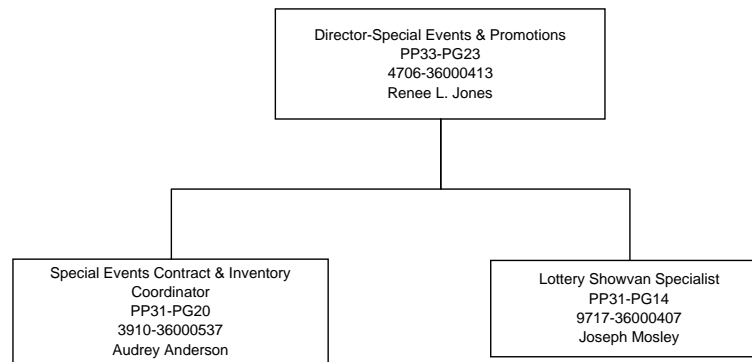 Director-Special Events & Promotions
PP33-PG23
4706-36000413
Renee L. Jones
Special Events Contract & Inventory
Coordinator
PP31-PG20
3910-36000537
Audrey Anderson
Lottery Showvan Specialist
PP31-PG14
9717-36000407
Joseph Mosley